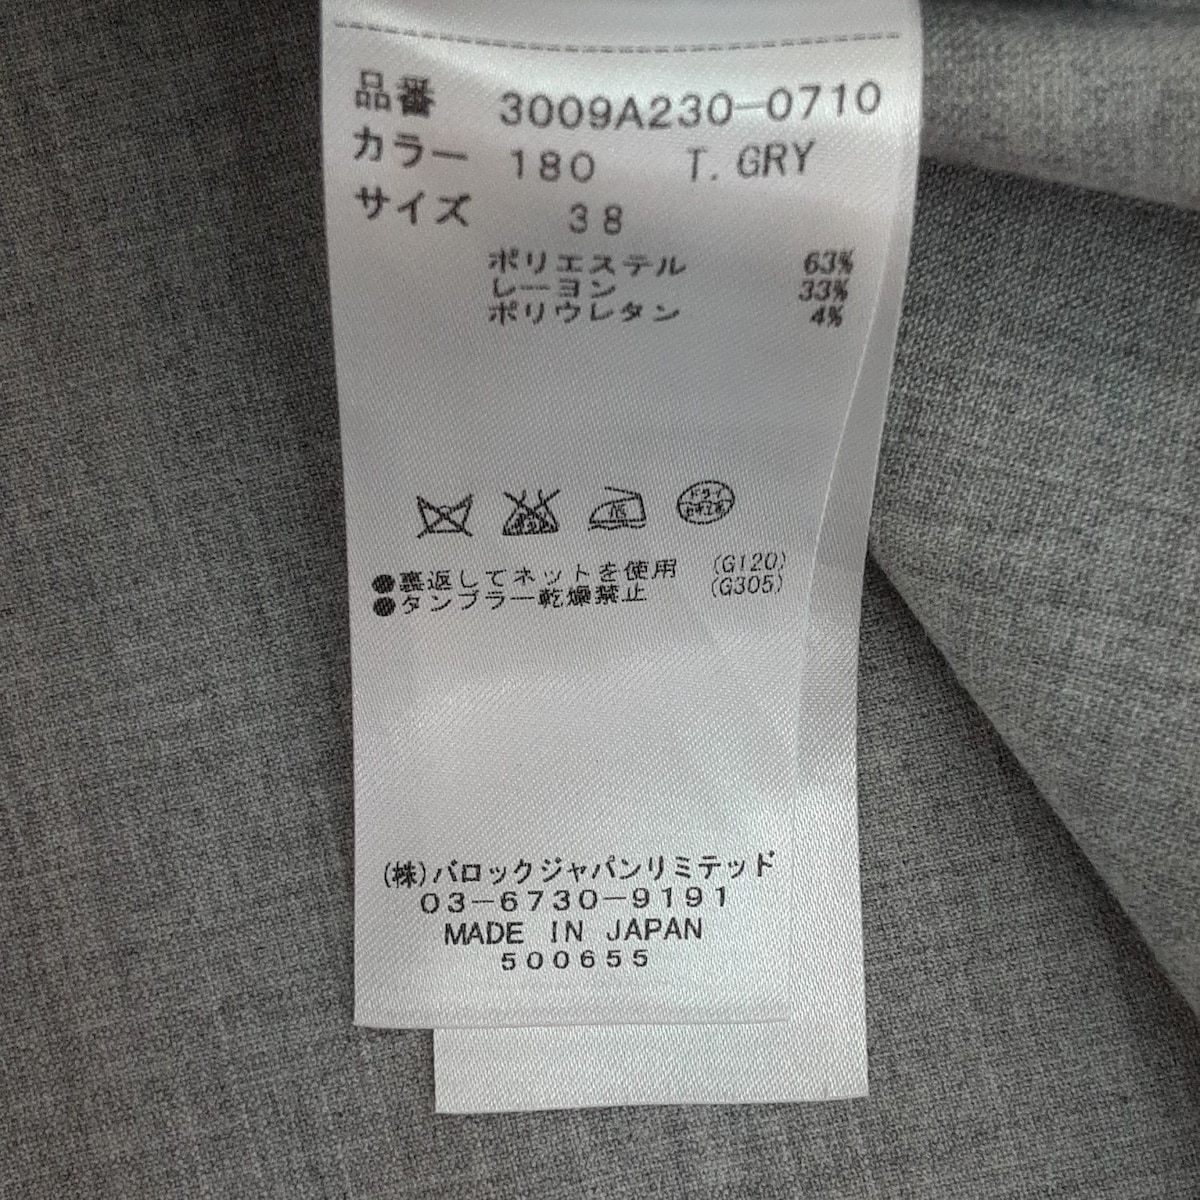 品番 3009A230-0710
カラー 180 T. GRY
サイズ 38
ポリエステル 63%
レーヨン 33%
ポリウレタン 4%
ドライ
セキユ系
●裏返してネットを使用 (G120)
●タンブラー乾燥禁止 (G305)
(株)バロックジャパンリミテッド
03-6730-9191
MADE IN JAPAN
500655